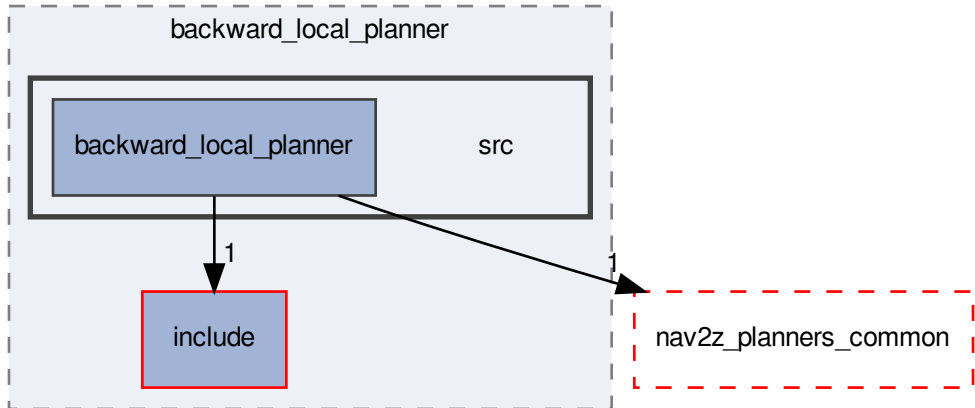 backward_local_planner
backward_local_planner
src
1
1
include
nav2z_planners_common